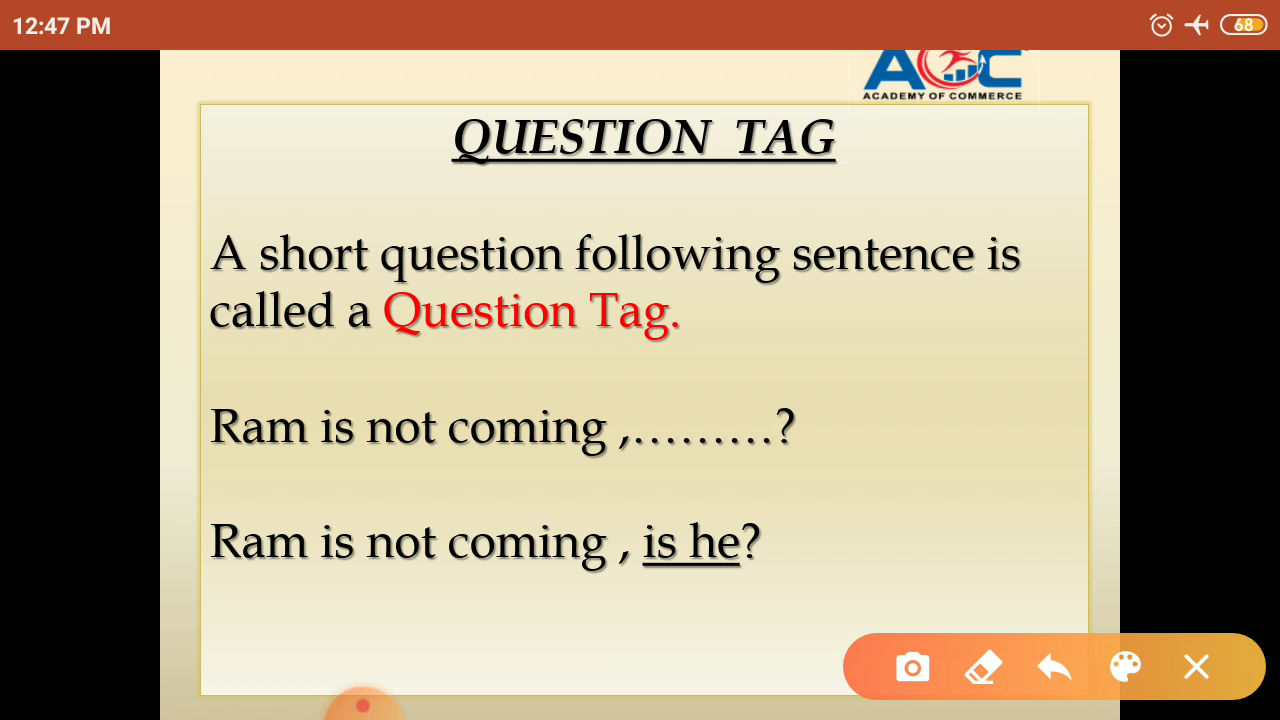 12:47 PM
68
AOC
ACADEMY OF COMMERCE
QUESTION TAG
A short question following sentence is
called a Question Tag.
Ram is not coming ,.........?
Ram is not coming , is he?